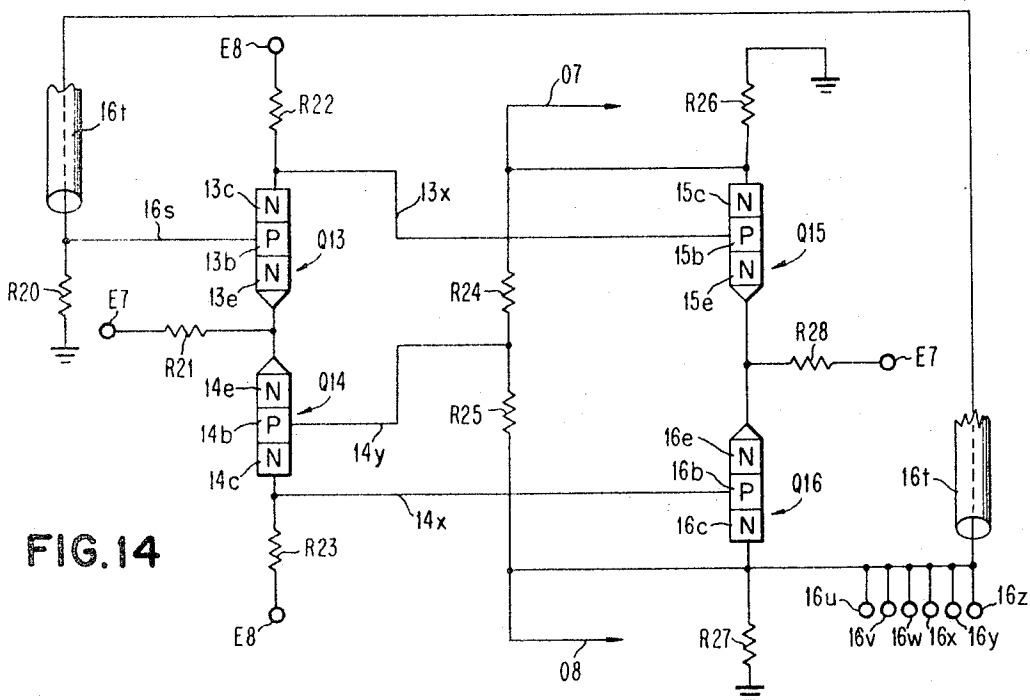 E8
07
R22
R26
16t
13x
13c
N
15c
N
16s
P
P
13b
Q13
15b
Q15
N
N
13e
15e
R20
E7
R24
R28
R21
E7
14e
N
Q14
R25
14b
P
16e
N
14y
16b
P
Q16
16t
14c
N
16c
N
14x
FIG.14
R23
16u
16z
16v
16y
16w
16x
E8
R27
08